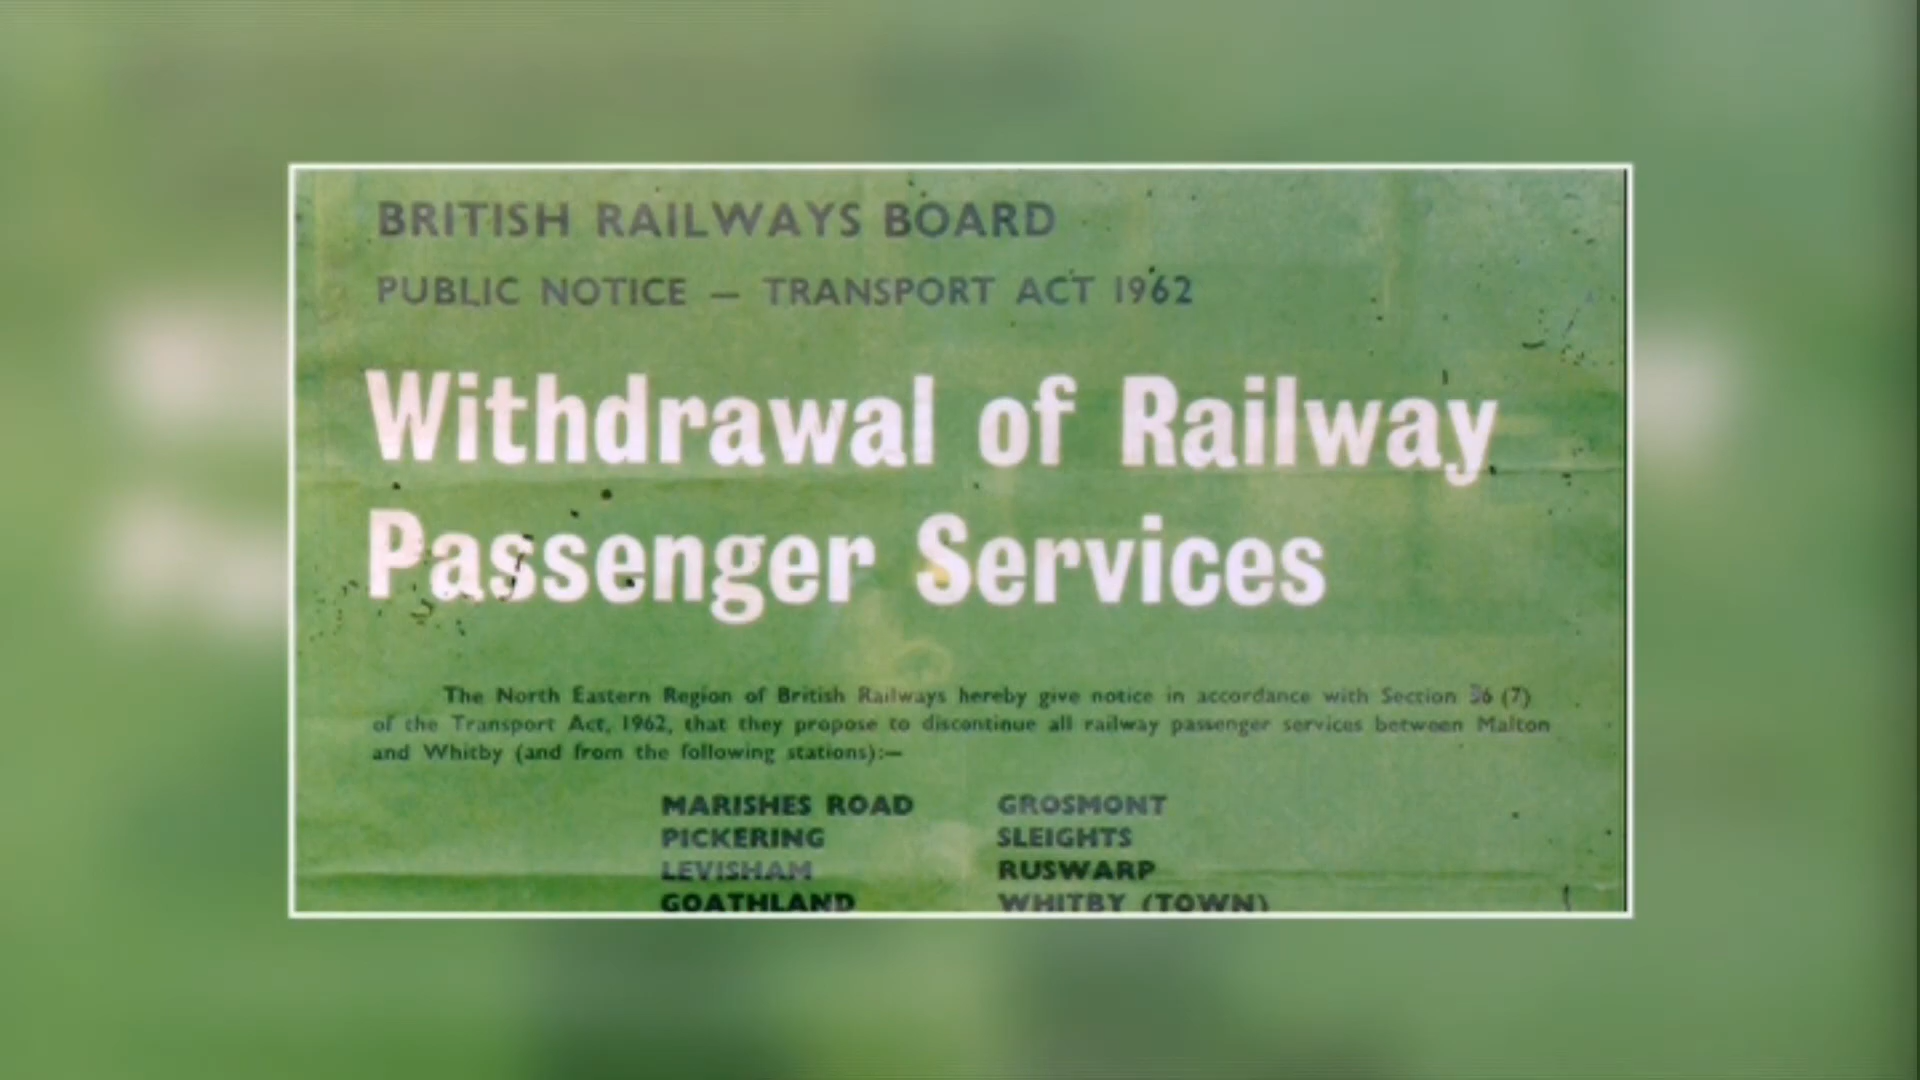 BRITISH RAILWAYS BOARD
PUBLIC NOTICE — TRANSPORT ACT 1962
Withdrawal of Railway
Passenger Services
The North Eastern Region of British Railways hereby give notice in accordance with Section 56 (7)
of the Transport Act, 1962, that they propose to discontinue all railway passenger services between Malton
and Whitby (and from the following stations):—
MARISHES ROAD GROSMONT
PICKERING SLEIGHTS
LEVISHAM RUSWARP
GOATHLAND WHITBY (TOWN)